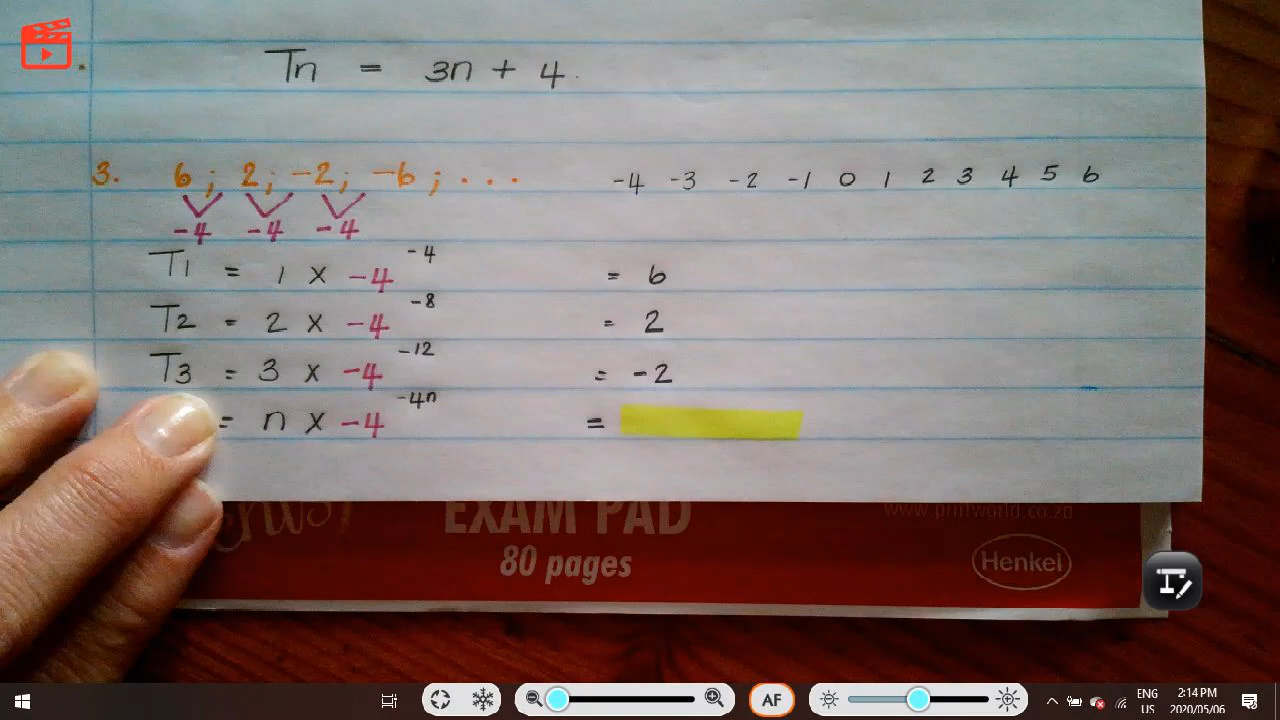 Tn = 3n + 4.
3. 6 ; 2 ; -2 ; -6 ; . . . -4 -3 -2 -1 0 1 2 3 4 5 6
-4 -4 -4
-4
T1 = 1 x -4 = 6
-8
T2 = 2 x -4 = 2
-12
T3 = 3 x -4 = -2
-4n
= n x -4 =
EXAM PAD
www.printworld.co.za
80 pages
Henkel
AF
ENG
US
2:14 PM
2020/05/06